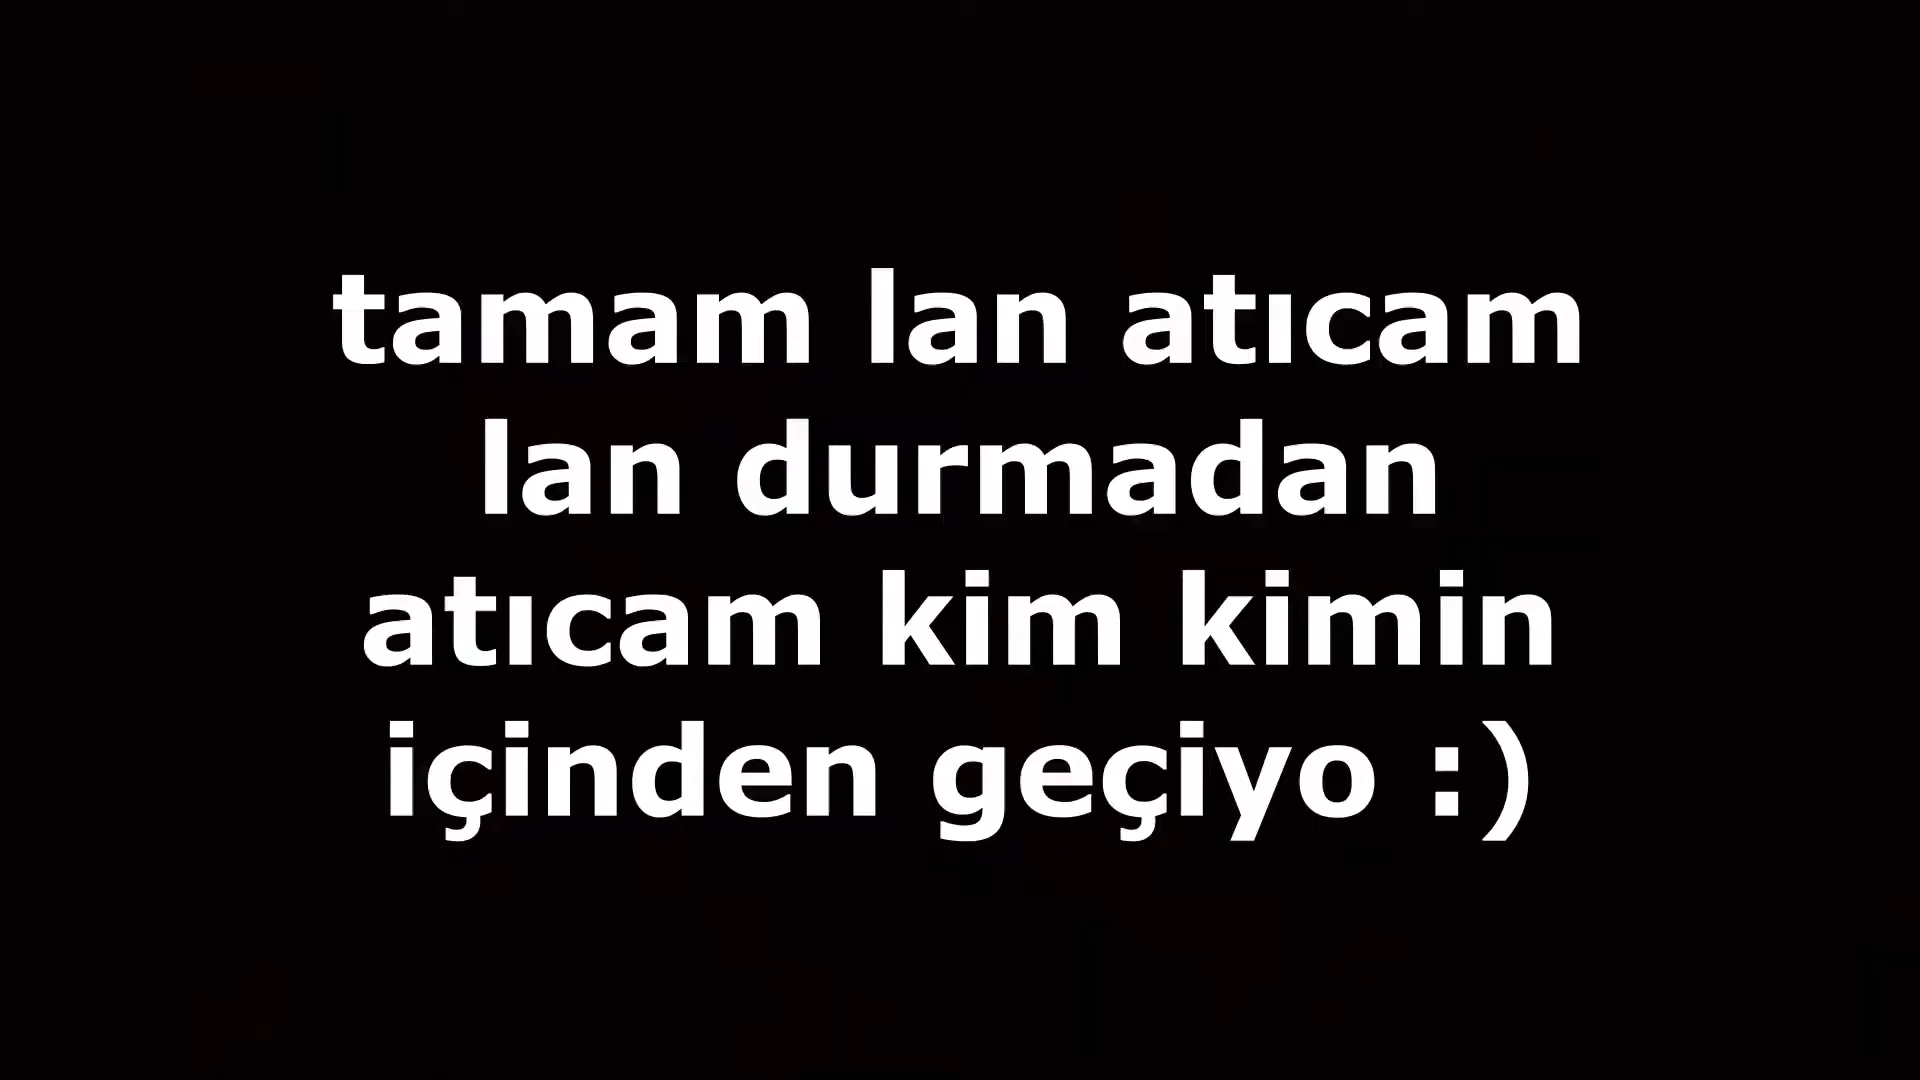 tamam lan atıcam
lan durmadan
atıcam kim kimin
içinden geçiyo :)